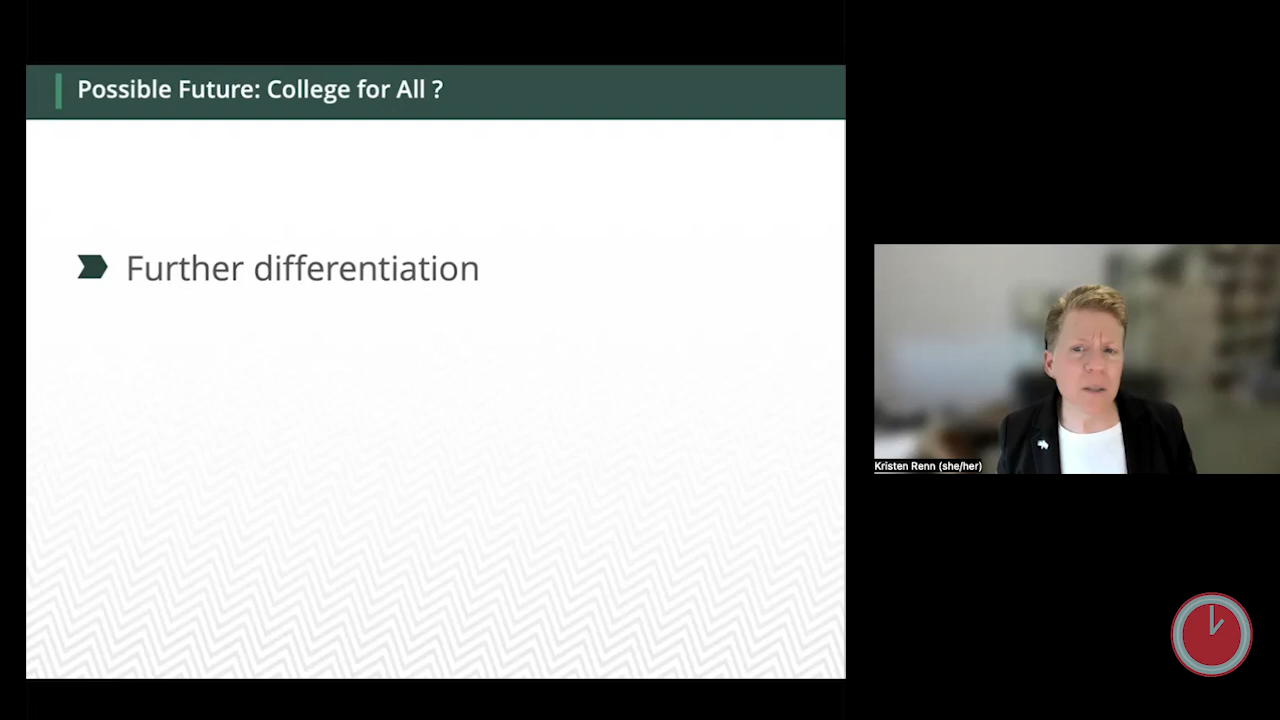 Possible Future: College for All ?
Further differentiation
Kristen Renn (she/her)